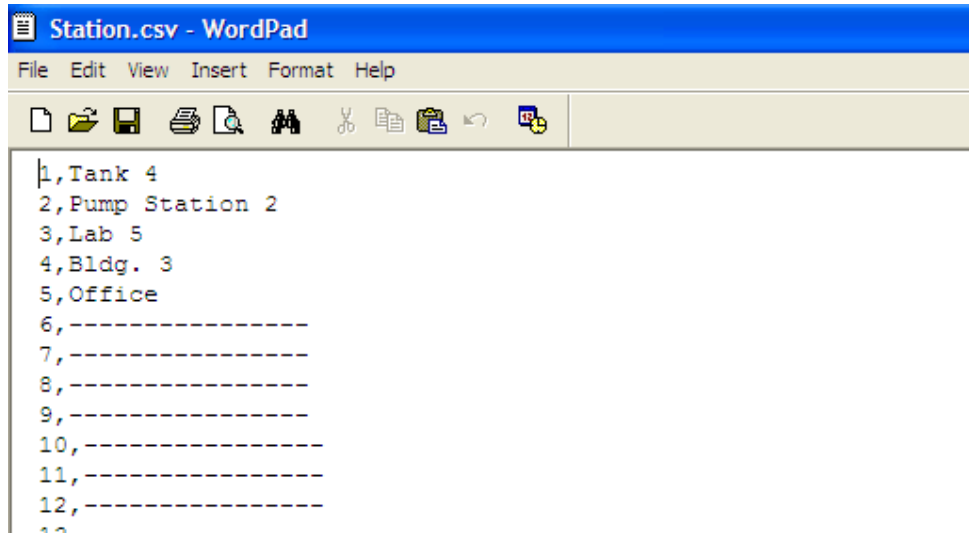 Station.csv - WordPad
File Edit View Insert Format Help
1,Tank 4
2,Pump Station 2
3,Lab 5
4,Bldg. 3
5,Office
6,----------------
7,----------------
8,----------------
9,----------------
10,----------------
11,----------------
12,----------------